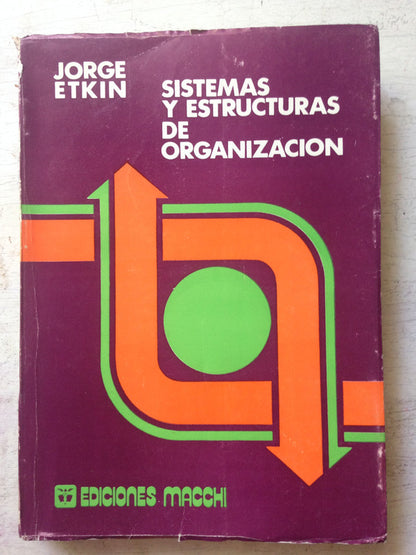 JORGE
ETKIN
SISTEMAS
Y ESTRUCTURAS
DE
ORGANIZACION
EDICIONES MACCHI